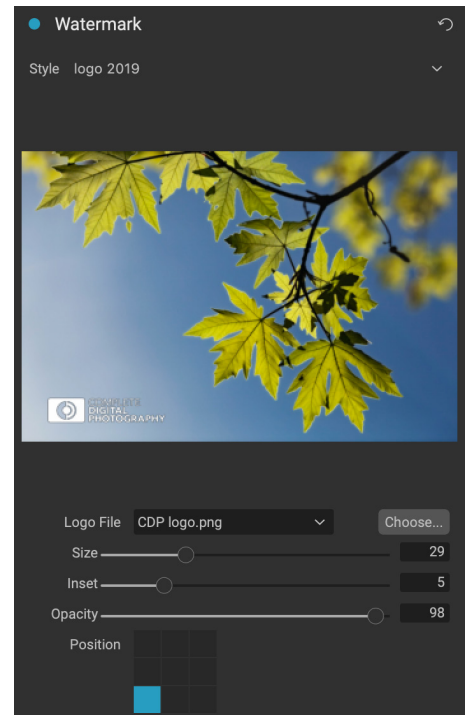 Watermark
Style logo 2019
COMPLETE
DIGITAL
PHOTOGRAPHY
Logo File CDP logo.png Choose...
Size 29
Inset 5
Opacity 98
Position